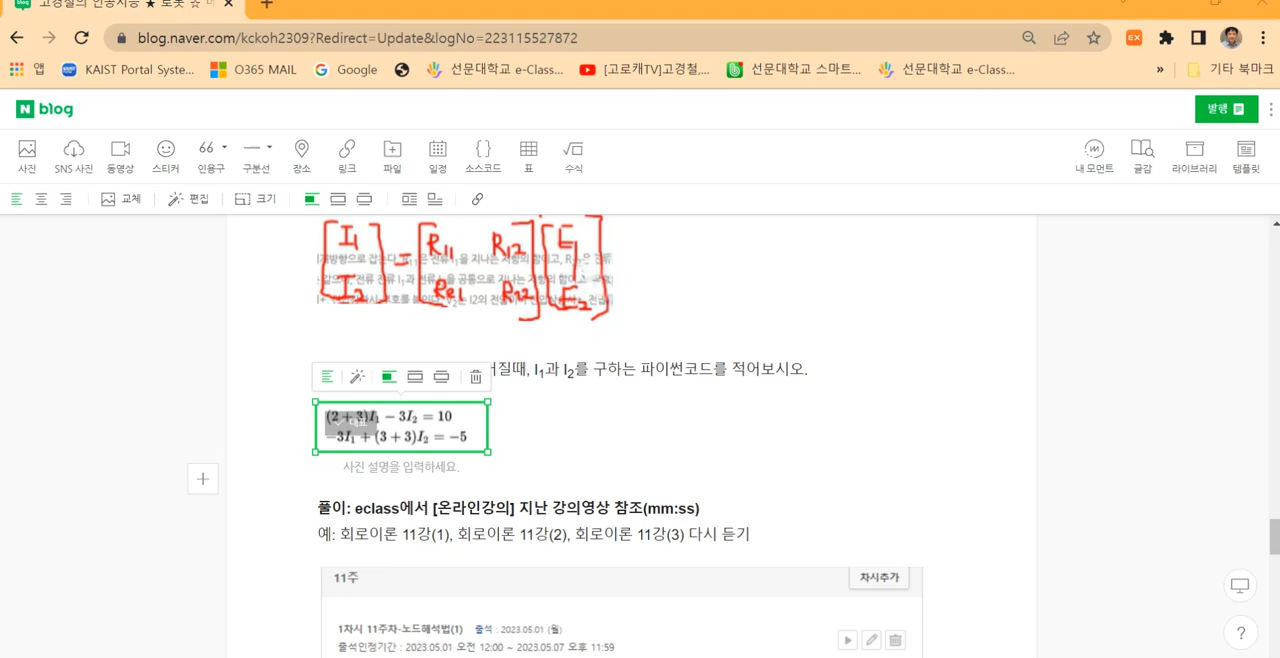 고경철의 인공지능 ★ 로봇 ☆
blog.naver.com/kckoh2309?Redirect=Update&logNo=223115527872
앱 KAIST Portal Syste... O365 MAIL Google 선문대학교 e-Class... [고로캐TV]고경철,... 선문대학교 스마트... 선문대학교 e-Class... » 기타 북마크
N blog 발행
사진 SNS 사진 동영상 스티커 인용구 구분선 장소 링크 파일 일정 소스코드 표 수식 내 모먼트 글감 라이브러리 템플릿
교체 편집 크기
[I1 I2] = [R11 R12 R21 R22] [E1 E2]
어질때, I₁과 I₂를 구하는 파이썬코드를 적어보시오.
(2 + 3)I₁ − 3I₂ = 10
−3I₁ + (3 + 3)I₂ = −5
✓ 대표
사진 설명을 입력하세요.
풀이: eclass에서 [온라인강의] 지난 강의영상 참조(mm:ss)
예: 회로이론 11강(1), 회로이론 11강(2), 회로이론 11강(3) 다시 듣기
11주 차시추가
1차시 11주차-노드해석법(1) 출석 : 2023.05.01 (월)
출석인정기간 : 2023.05.01 오전 12:00 ~ 2023.05.07 오후 11:59